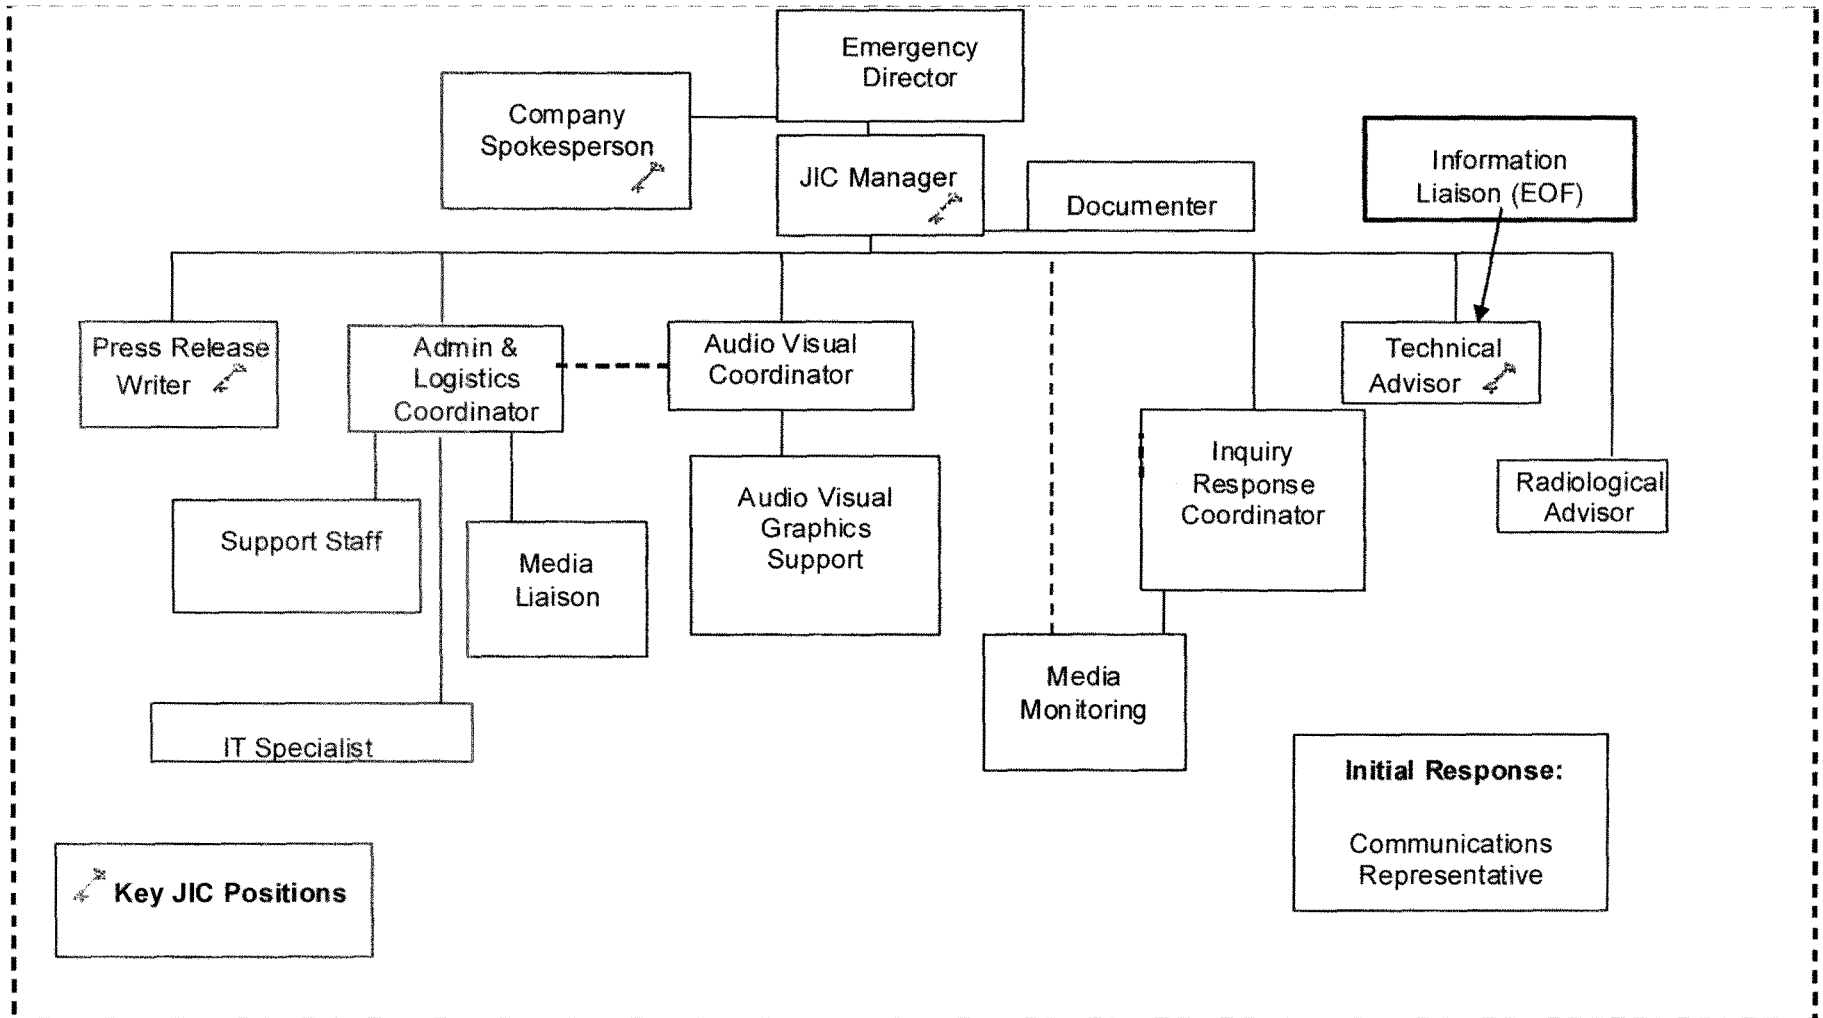 Emergency
Director
Company
Spokesperson
JIC Manager
Documenter
Information
Liaison (EOF)
Press Release
Writer
Admin &
Logistics
Coordinator
Audio Visual
Coordinator
Technical
Advisor
Inquiry
Response
Coordinator
Radiological
Advisor
Support Staff
Media
Liaison
Audio Visual
Graphics
Support
Media
Monitoring
IT Specialist
Initial Response:
Communications
Representative
Key JIC Positions